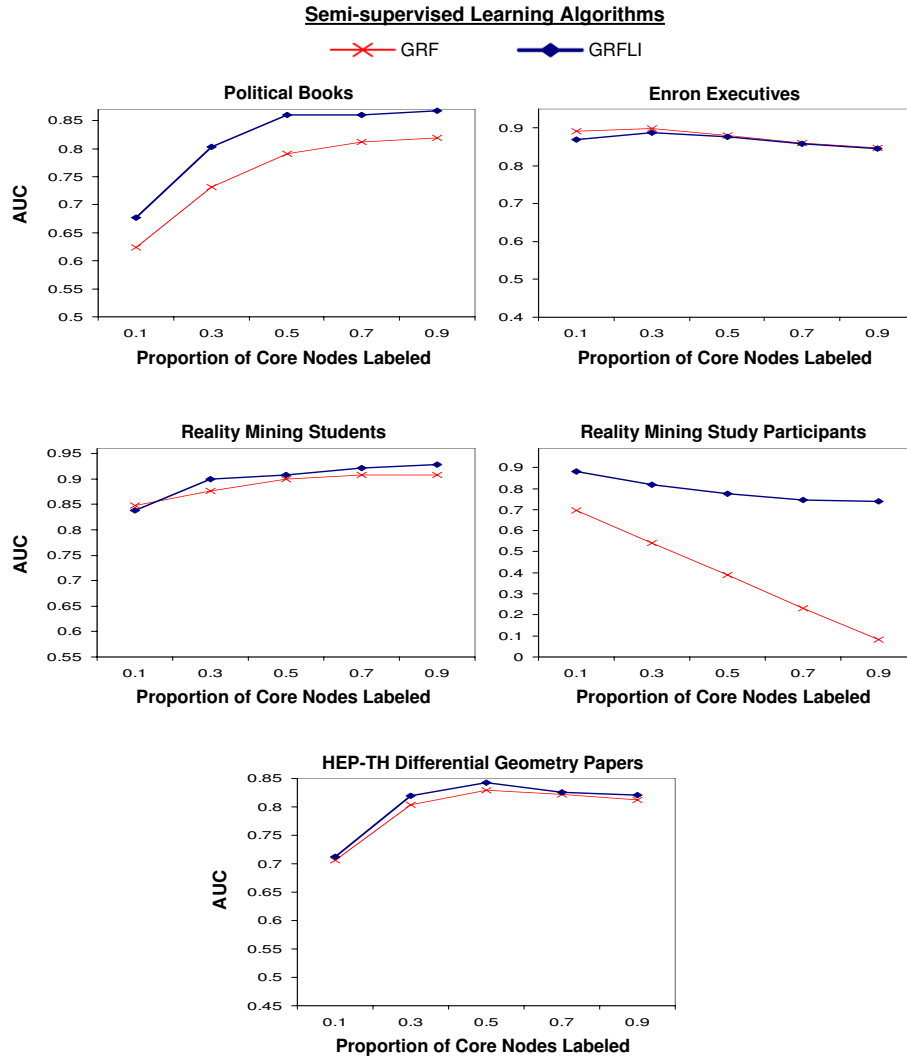 Semi-supervised Learning Algorithms
GRF GRFLI
Political Books
AUC
0.85
0.8
0.75
0.7
0.65
0.6
0.55
0.5
0.1 0.3 0.5 0.7 0.9
Proportion of Core Nodes Labeled
Enron Executives
0.9
0.8
0.7
0.6
0.5
0.4
0.1 0.3 0.5 0.7 0.9
Proportion of Core Nodes Labeled
Reality Mining Students
AUC
0.95
0.9
0.85
0.8
0.75
0.7
0.65
0.6
0.55
0.1 0.3 0.5 0.7 0.9
Proportion of Core Nodes Labeled
Reality Mining Study Participants
0.9
0.8
0.7
0.6
0.5
0.4
0.3
0.2
0.1
0
0.1 0.3 0.5 0.7 0.9
Proportion of Core Nodes Labeled
HEP-TH Differential Geometry Papers
AUC
0.85
0.8
0.75
0.7
0.65
0.6
0.55
0.5
0.45
0.1 0.3 0.5 0.7 0.9
Proportion of Core Nodes Labeled